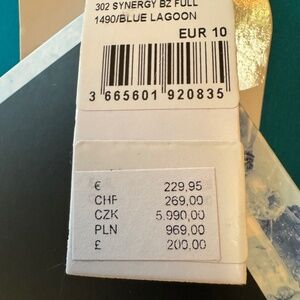 302 SYNERGY BZ FULL
1490/BLUE LAGOON
EUR 10
3 665601 920835
€ 229,95
CHF 269,00
CZK 5.990,00
PLN 969,00
£ 200,00